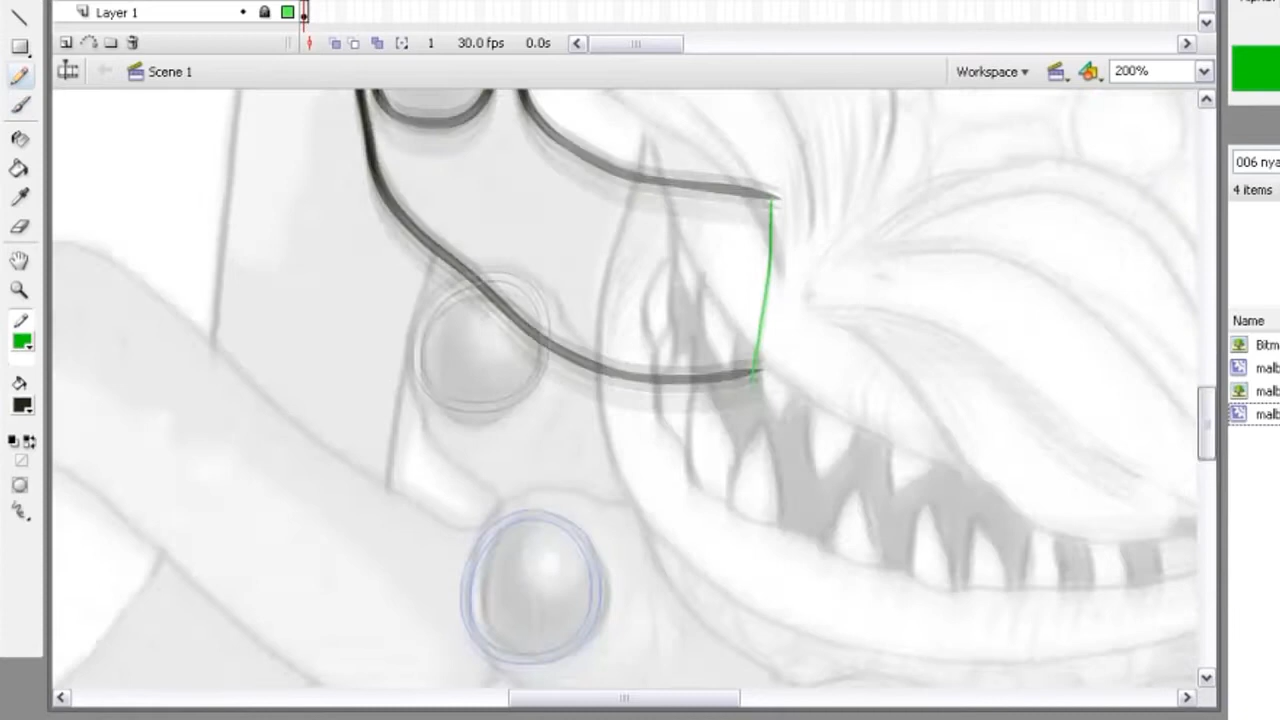 Layer 1
1 30.0 fps 0.0s
Scene 1 Workspace 200%
006 nya
4 items
Name
Bitm
malb
malb
malb